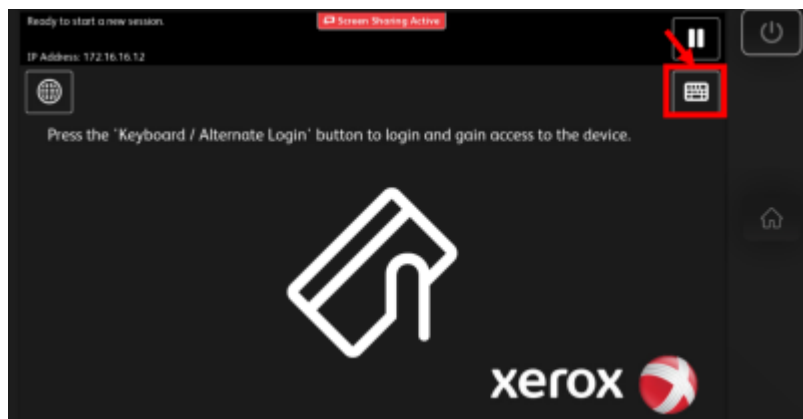 Ready to start a new session.
Screen Sharing Active
IP Address: 172.16.16.12
Press the 'Keyboard / Alternate Login' button to login and gain access to the device.
xerox